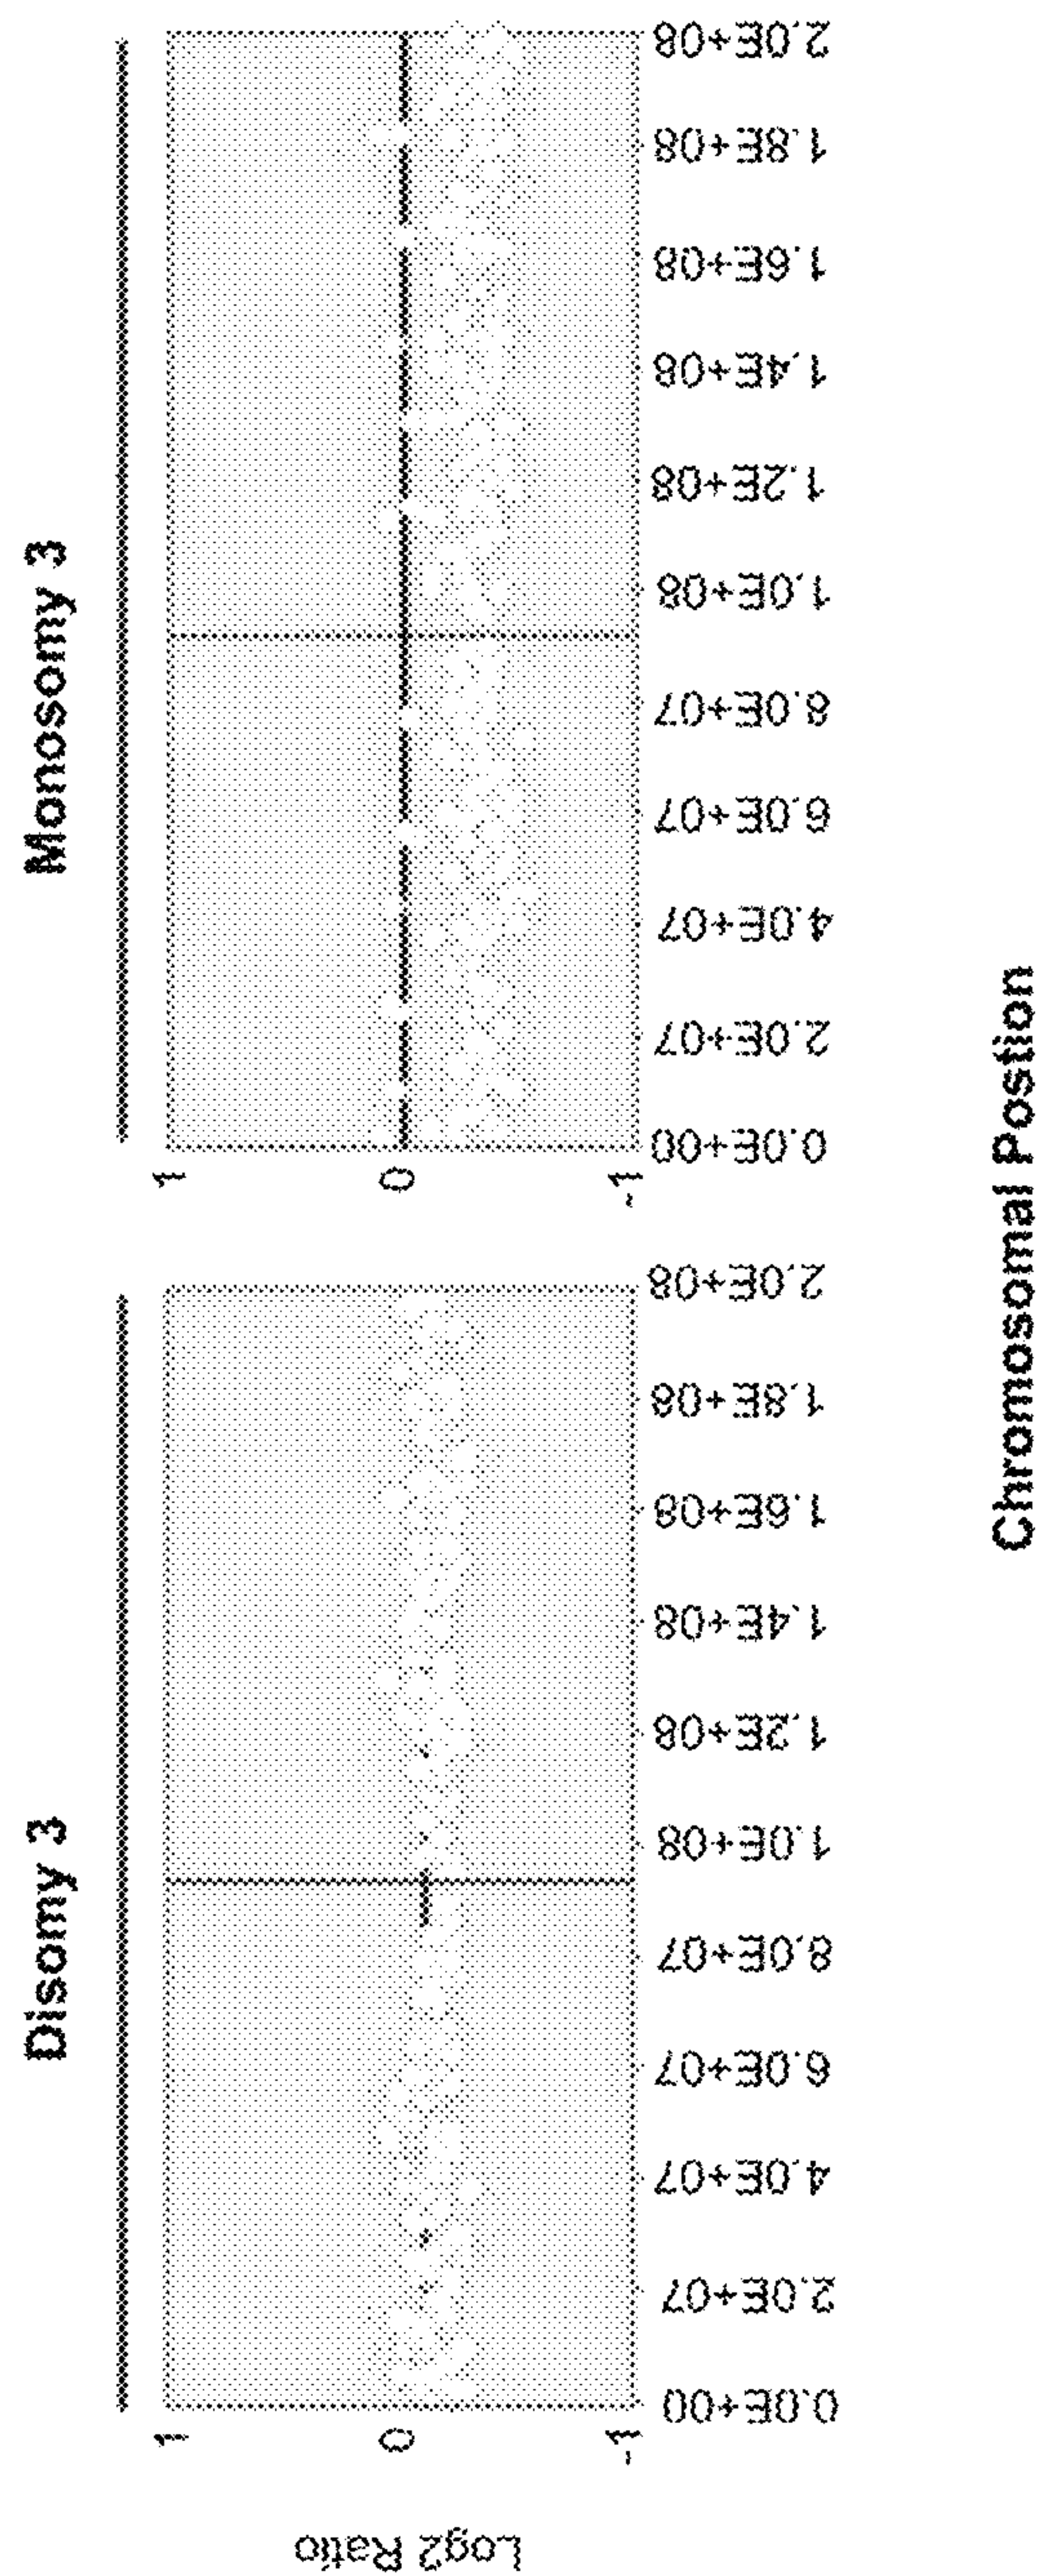 Disomy 3
Monosomy 3
Log2 Ratio
1
0
-1
0.0E+00
2.0E+07
4.0E+07
6.0E+07
8.0E+07
1.0E+08
1.2E+08
1.4E+08
1.6E+08
1.8E+08
2.0E+08
1
0
-1
0.0E+00
2.0E+07
4.0E+07
6.0E+07
8.0E+07
1.0E+08
1.2E+08
1.4E+08
1.6E+08
1.8E+08
2.0E+08
Chromosomal Postion